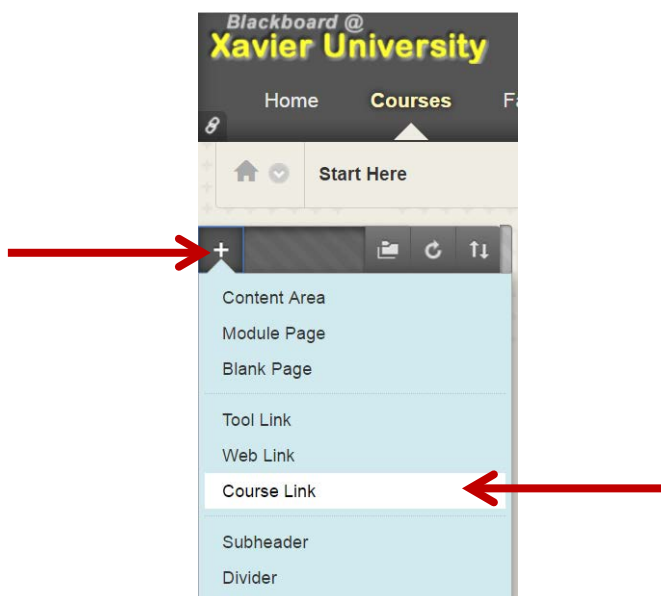 Blackboard @
Xavier University
Home Courses
Start Here
Content Area
Module Page
Blank Page
Tool Link
Web Link
Course Link
Subheader
Divider